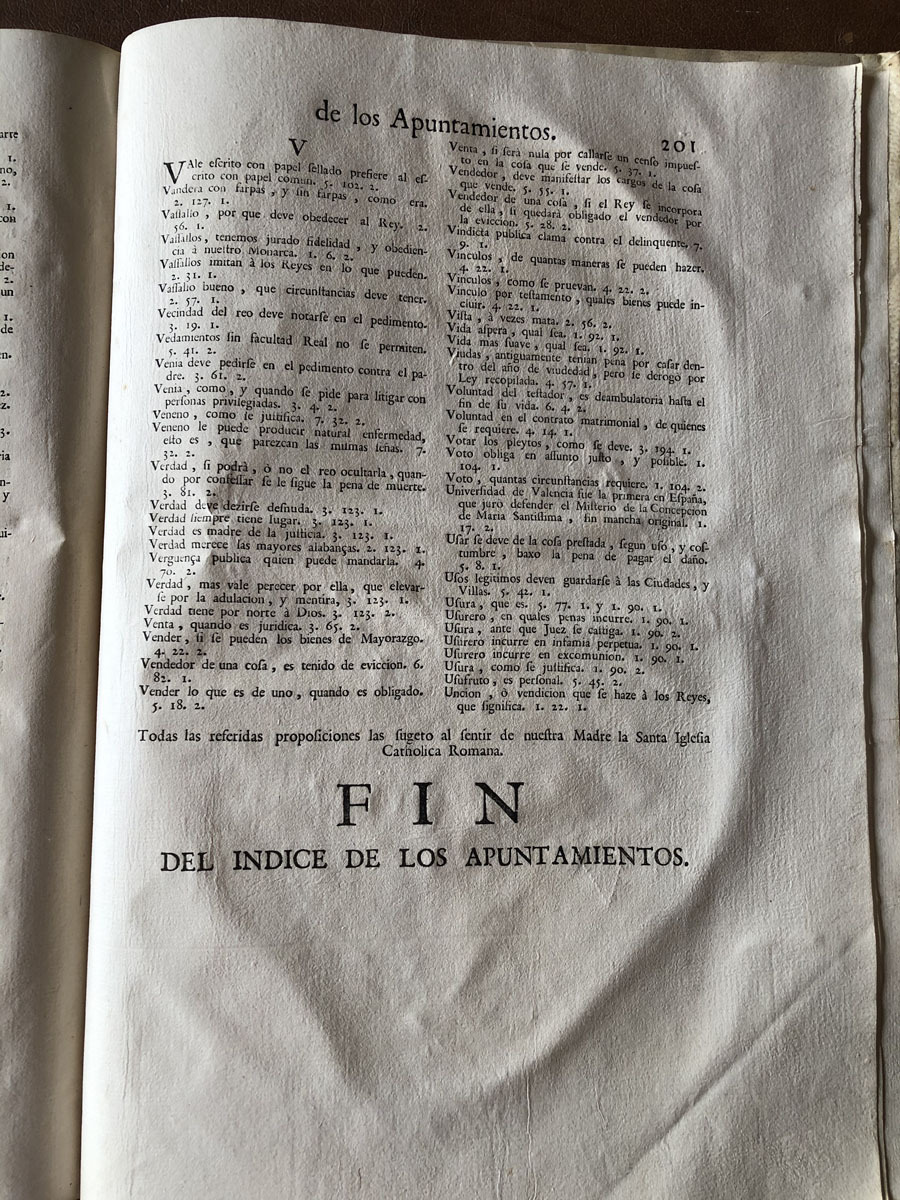 de los Apuntamientos.
201
V
VAle eſcrito con papel ſellado prefiere al eſ-
crito con papel comun. 5. 102. 2.
Vandera con farpas, y ſin farpas, como era.
2. 127. 1.
Vaſſallo, por que deve obedecer al Rey. 2.
56. 1.
Vaſſallos, tenemos jurado fidelidad, y obedien-
cia à nueſtro Monarca. 1. 6. 2.
Vaſſallos imitan à los Reyes en lo que pueden.
2. 31. 1.
Vaſſallo bueno, que circunſtancias deve tener.
2. 57. 1.
Vecindad del reo deve notarſe en el pedimento.
3. 19. 1.
Vedamientos ſin facultad Real no ſe permiten.
5. 41. 2.
Venia deve pedirſe en el pedimento contra el pa-
dre. 3. 61. 2.
Venia, como, y quando ſe pide para litigar con
perſonas privilegiadas. 3. 4. 2.
Veneno, como ſe juſtifica. 7. 32. 2.
Veneno le puede producir natural enfermedad,
eſto es, que parezcan las miſmas ſeñas. 7.
32. 2.
Verdad, ſi podrà, ò no el reo ocultarla, quan-
do por confeſſar ſe le ſigue la pena de muerte.
3. 81. 2.
Verdad deve dezirſe deſnuda. 3. 123. 1.
Verdad ſiempre tiene lugar. 3. 123. 1.
Verdad es madre de la juſticia. 3. 123. 1.
Verdad merece las mayores alabanças. 2. 123. 1.
Verguença publica quien puede mandarla. 4.
70. 2.
Verdad, mas vale perecer por ella, que elevar-
ſe por la adulacion, y mentira, 3. 123. 1.
Verdad tiene por norte à Dios. 3. 123. 2.
Venta, quando es juridica. 3. 65. 2.
Vender, ſi ſe pueden los bienes de Mayorazgo.
4. 22. 2.
Vendedor de una coſa, es tenido de eviccion. 6.
82. 1.
Vender lo que es de uno, quando es obligado.
5. 18. 2.
Venta, ſi ſerà nula por callarſe un cenſo impueſ-
to en la coſa que ſe vende. 5. 37. 1.
Vendedor, deve manifeſtar los cargos de la coſa
que vende. 5. 55. 1.
Vendedor de una coſa, ſi el Rey ſe incorpora
de ella, ſi quedarà obligado el vendedor por
la eviccion. 5. 28. 2.
Vindicta publica clama contra el delinquente. 7.
9. 1.
Vinculos, de quantas maneras ſe pueden hazer.
4. 22. 1.
Vinculos, como ſe pruevan. 4. 22. 2.
Vinculo por teſtamento, quales bienes puede in-
cluir. 4. 22. 1.
Viſta, à vezes mata. 2. 56. 2.
Vida aſpera, qual ſea. 1. 92. 1.
Vida mas ſuave, qual ſea. 1. 92. 1.
Viudas, antiguamente tenian pena por caſar den-
tro del año de viudedad, pero ſe derogò por
Ley recopilada. 4. 57. 1.
Voluntad del teſtador, es deambulatoria haſta el
fin de ſu vida. 6. 4. 2.
Voluntad en el contrato matrimonial, de quienes
ſe requiere. 4. 14. 1.
Votar los pleytos, como ſe deve. 3. 194. 1.
Voto obliga en aſſunto juſto, y poſible. 1.
104. 1.
Voto, quantas circunſtancias requiere. 1. 104. 2.
Univerſidad de Valencia fue la primera en Eſpaña,
que jurò defender el Miſterio de la Concepcion
de Maria Santiſſima, ſin mancha original. 1.
17. 2.
Uſar ſe deve de la coſa preſtada, ſegun uſo, y coſ-
tumbre, baxo la pena de pagar el daño.
5. 8. 1.
Uſos legitimos deven guardarſe à las Ciudades, y
Villas. 5. 42. 1.
Uſura, que es. 5. 77. 1. y 1. 90. 1.
Uſurero, en quales penas incurre. 1. 90. 1.
Uſura, ante que Juez ſe caſtiga. 1. 90. 2.
Uſurero incurre en infamia perpetua. 1. 90. 1.
Uſurero incurre en excomunion. 1. 90. 1.
Uſura, como ſe juſtifica. 1. 90. 2.
Uſufruto, es perſonal. 5. 45. 2.
Uncion, ò vendicion que ſe haze à los Reyes,
que ſignifica. 1. 22. 1.
Todas las referidas propoſiciones las ſugeto al ſentir de nueſtra Madre la Santa Igleſia
Catholica Romana.
FIN
DEL INDICE DE LOS APUNTAMIENTOS.